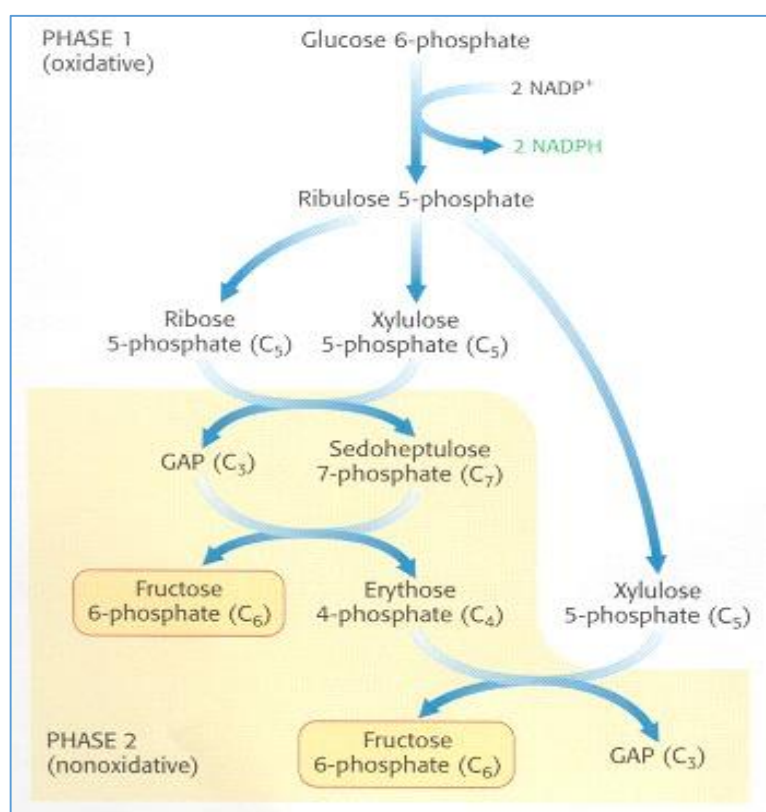 PHASE 1
(oxidative)
Glucose 6-phosphate
2 NADP⁺
2 NADPH
Ribulose 5-phosphate
Ribose
5-phosphate (C₅)
Xylulose
5-phosphate (C₅)
GAP (C₃)
Sedoheptulose
7-phosphate (C₇)
Fructose
6-phosphate (C₆)
Erythose
4-phosphate (C₄)
Xylulose
5-phosphate (C₅)
PHASE 2
(nonoxidative)
Fructose
6-phosphate (C₆)
GAP (C₃)